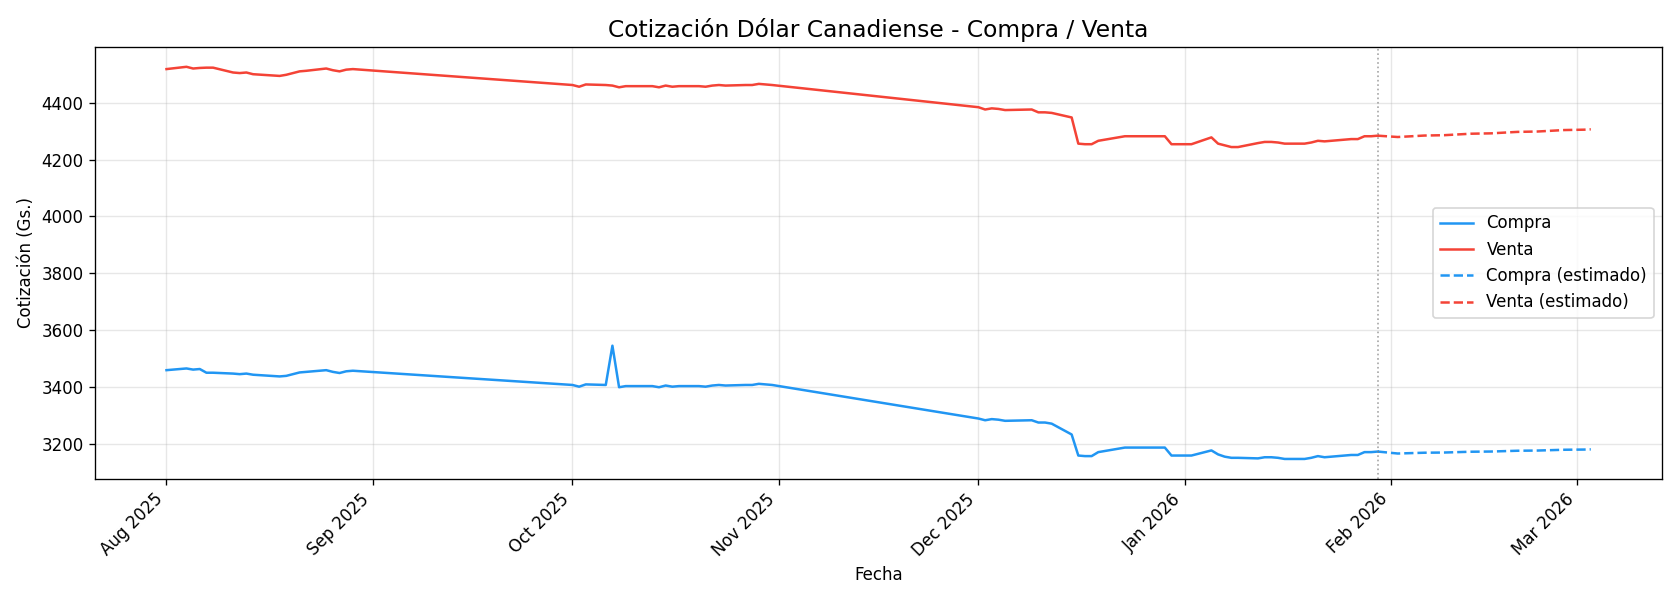 Cotización Dólar Canadiense - Compra / Venta
Cotización (Gs.)
4400
4200
4000
3800
3600
3400
3200
Compra
Venta
Compra (estimado)
Venta (estimado)
Aug 2025
Sep 2025
Oct 2025
Nov 2025
Dec 2025
Jan 2026
Feb 2026
Mar 2026
Fecha